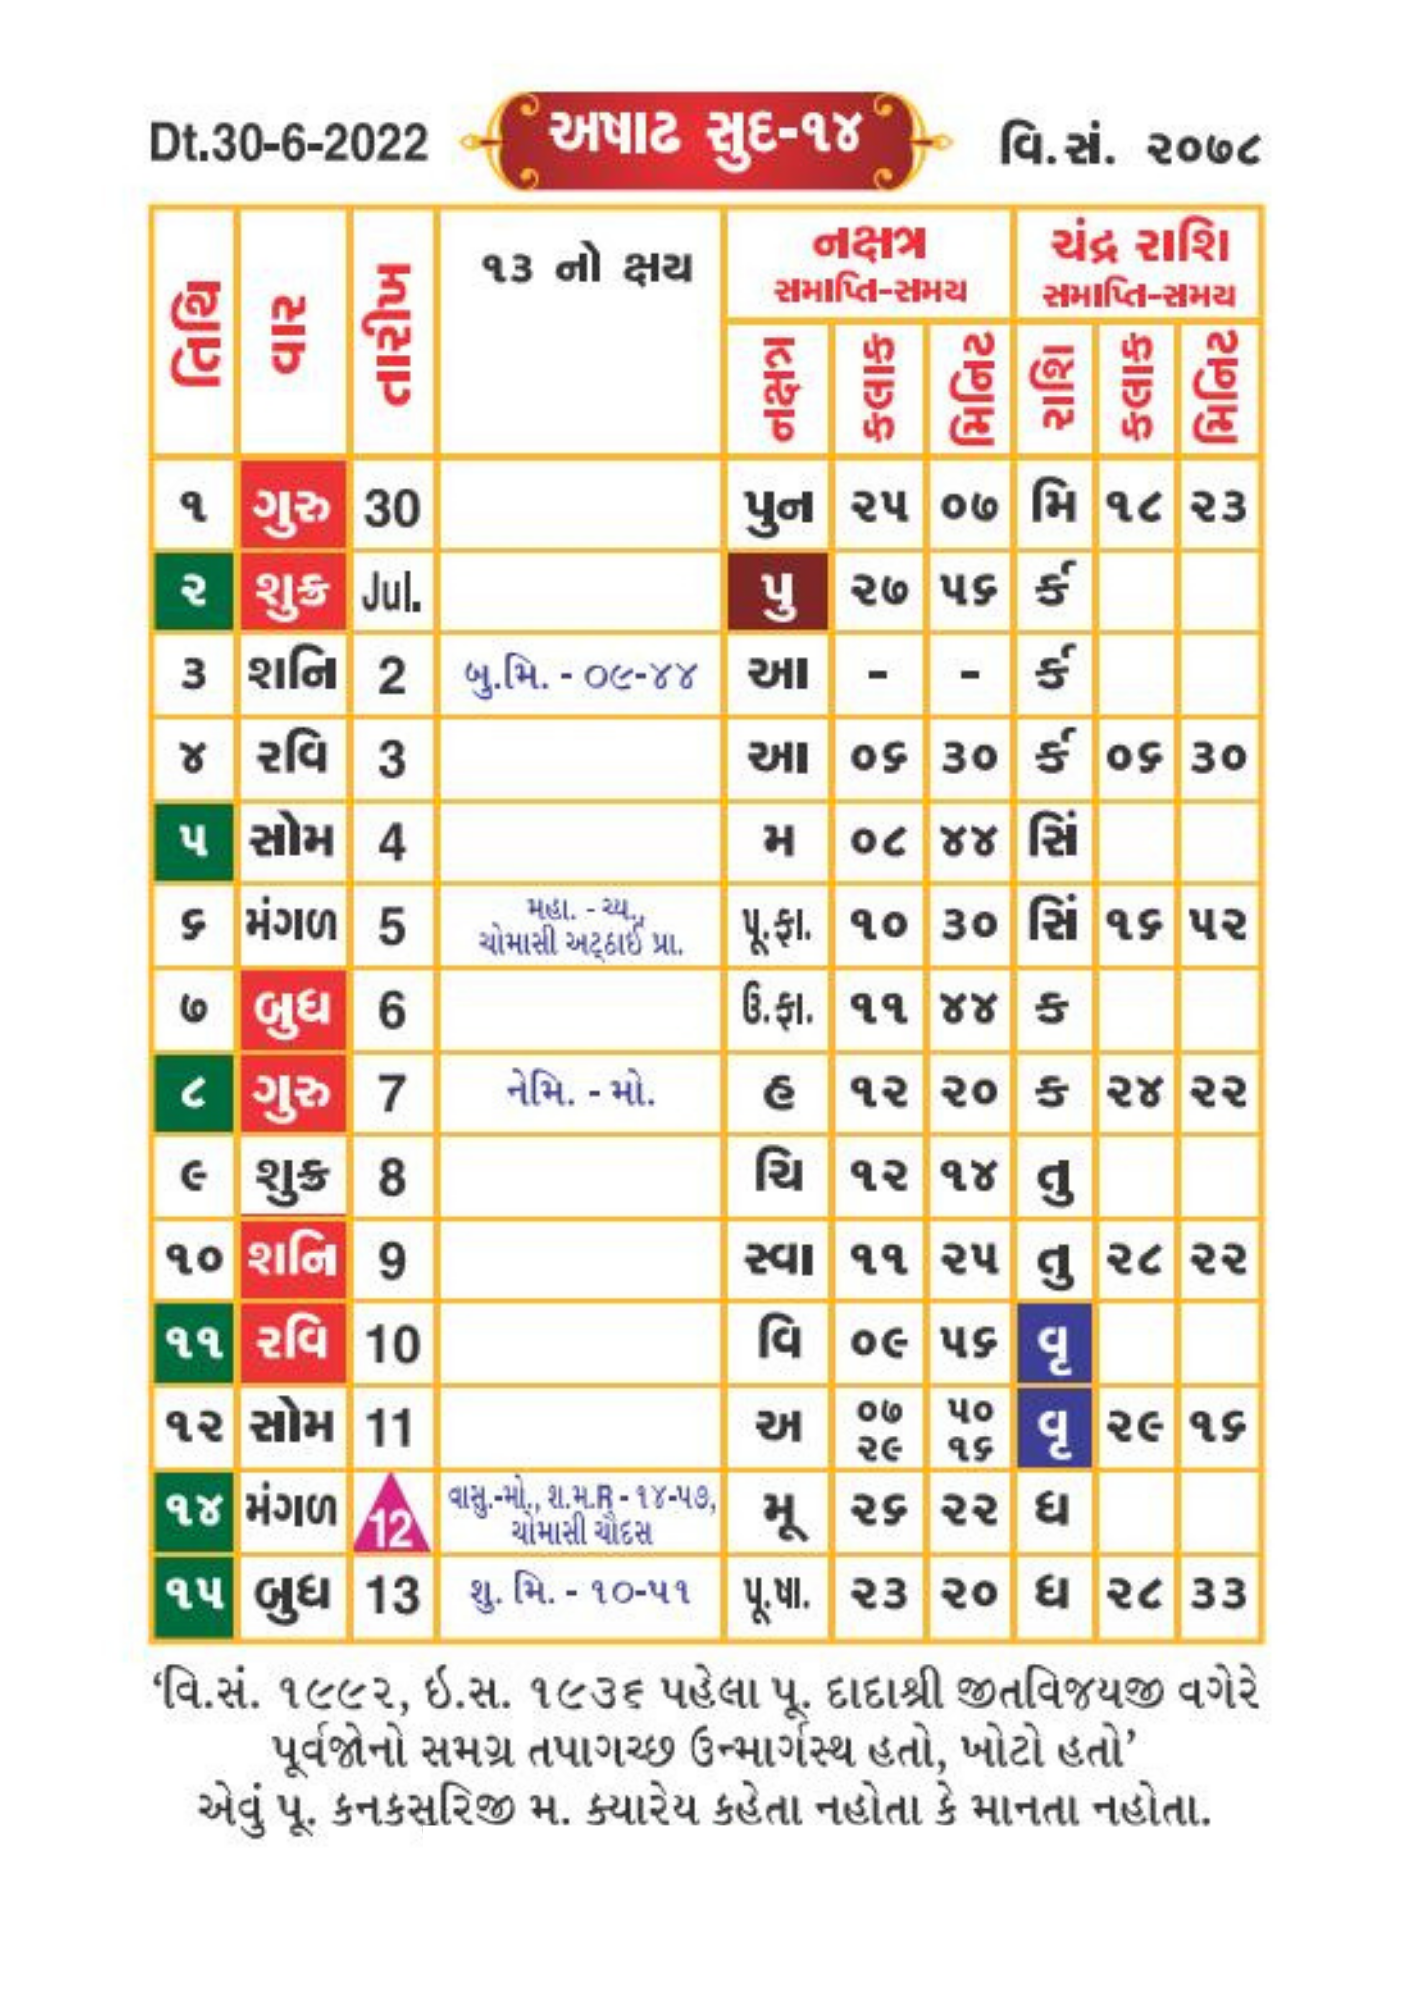 Dt.30-6-2022 અષાઢ સુદ-૧૪ વિ.સં. ૨૦૭૮
તિથિ વાર તારીખ ૧૩ નો ક્ષય નક્ષત્ર ચંદ્ર રાશિ
સમાપ્તિ-સમય સમાપ્તિ-સમય
નક્ષત્ર કલાક મિનિટ રાશિ કલાક મિનિટ
૧ ગુરુ 30 પુન ૨૫ ૦૭ મિ ૧૮ ૨૩
૨ શુક્ર Jul. પુ ૨૭ ૫૬ ર્ક
૩ શનિ 2 બુ.મિ. - ૦૯-૪૪ આ - - ર્ક
૪ રવિ 3 આ ૦૬ ૩૦ ર્ક ૦૬ ૩૦
૫ સોમ 4 મ ૦૮ ૪૪ સિં
૬ મંગળ 5 મહા. - ચ્ય., પૂ.ફા. ૧૦ ૩૦ સિં ૧૬ ૫૨
ચોમાસી અટ્ઠાઈ પ્રા.
૭ બુધ 6 ઉ.ફા. ૧૧ ૪૪ ક
૮ ગુરુ 7 નેમિ. - મો. હ ૧૨ ૨૦ ક ૨૪ ૨૨
૯ શુક્ર 8 ચિ ૧૨ ૧૪ તુ
૧૦ શનિ 9 સ્વા ૧૧ ૨૫ તુ ૨૮ ૨૨
૧૧ રવિ 10 વિ ૦૯ ૫૬ વૃ
૧૨ સોમ 11 અ ૦૭ ૫૦ વૃ ૨૯ ૧૬
૨૯ ૧૬
૧૪ મંગળ 12 વાસુ.-મો., શ.મ.R - ૧૪-૫૭, મૂ ૨૬ ૨૨ ધ
ચોમાસી ચૌદસ
૧૫ બુધ 13 શુ. મિ. - ૧૦-૫૧ પૂ.ષા. ૨૩ ૨૦ ધ ૨૮ ૩૩
‘વિ.સં. ૧૯૯૨, ઇ.સ. ૧૯૩૬ પહેલા પૂ. દાદાશ્રી જીતવિજયજી વગેરે
પૂર્વજોનો સમગ્ર તપાગચ્છ ઉન્માર્ગસ્થ હતો, ખોટો હતો’
એવું પૂ. કનકસૂરિજી મ. ક્યારેય કહેતા નહોતા કે માનતા નહોતા.